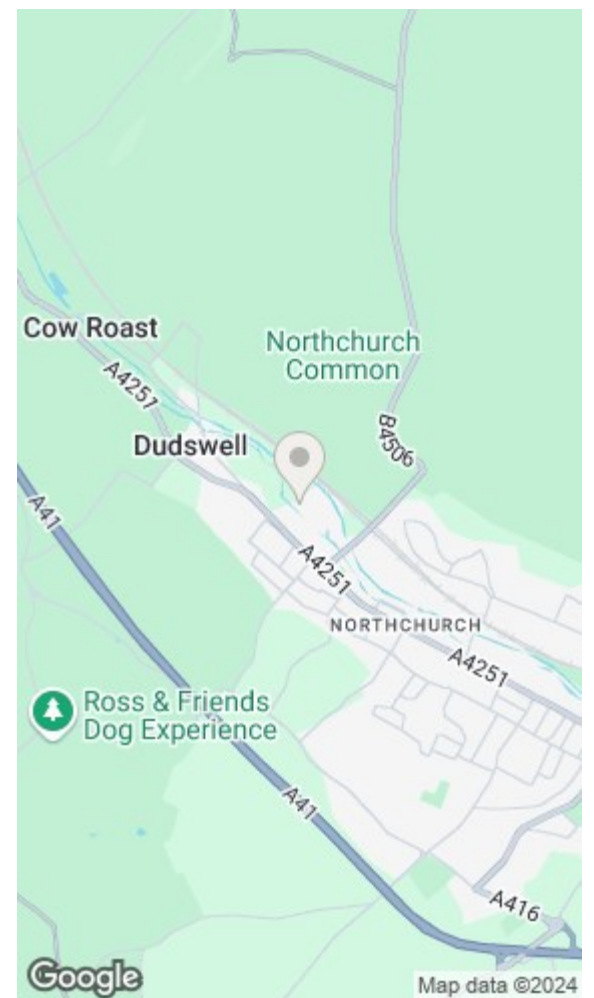 Cow Roast
Northchurch
Common
A4251
Dudswell
B4506
A41
A4251
NORTHCHURCH
A4251
Ross & Friends
Dog Experience
A41
A416
Google
Map data ©2024